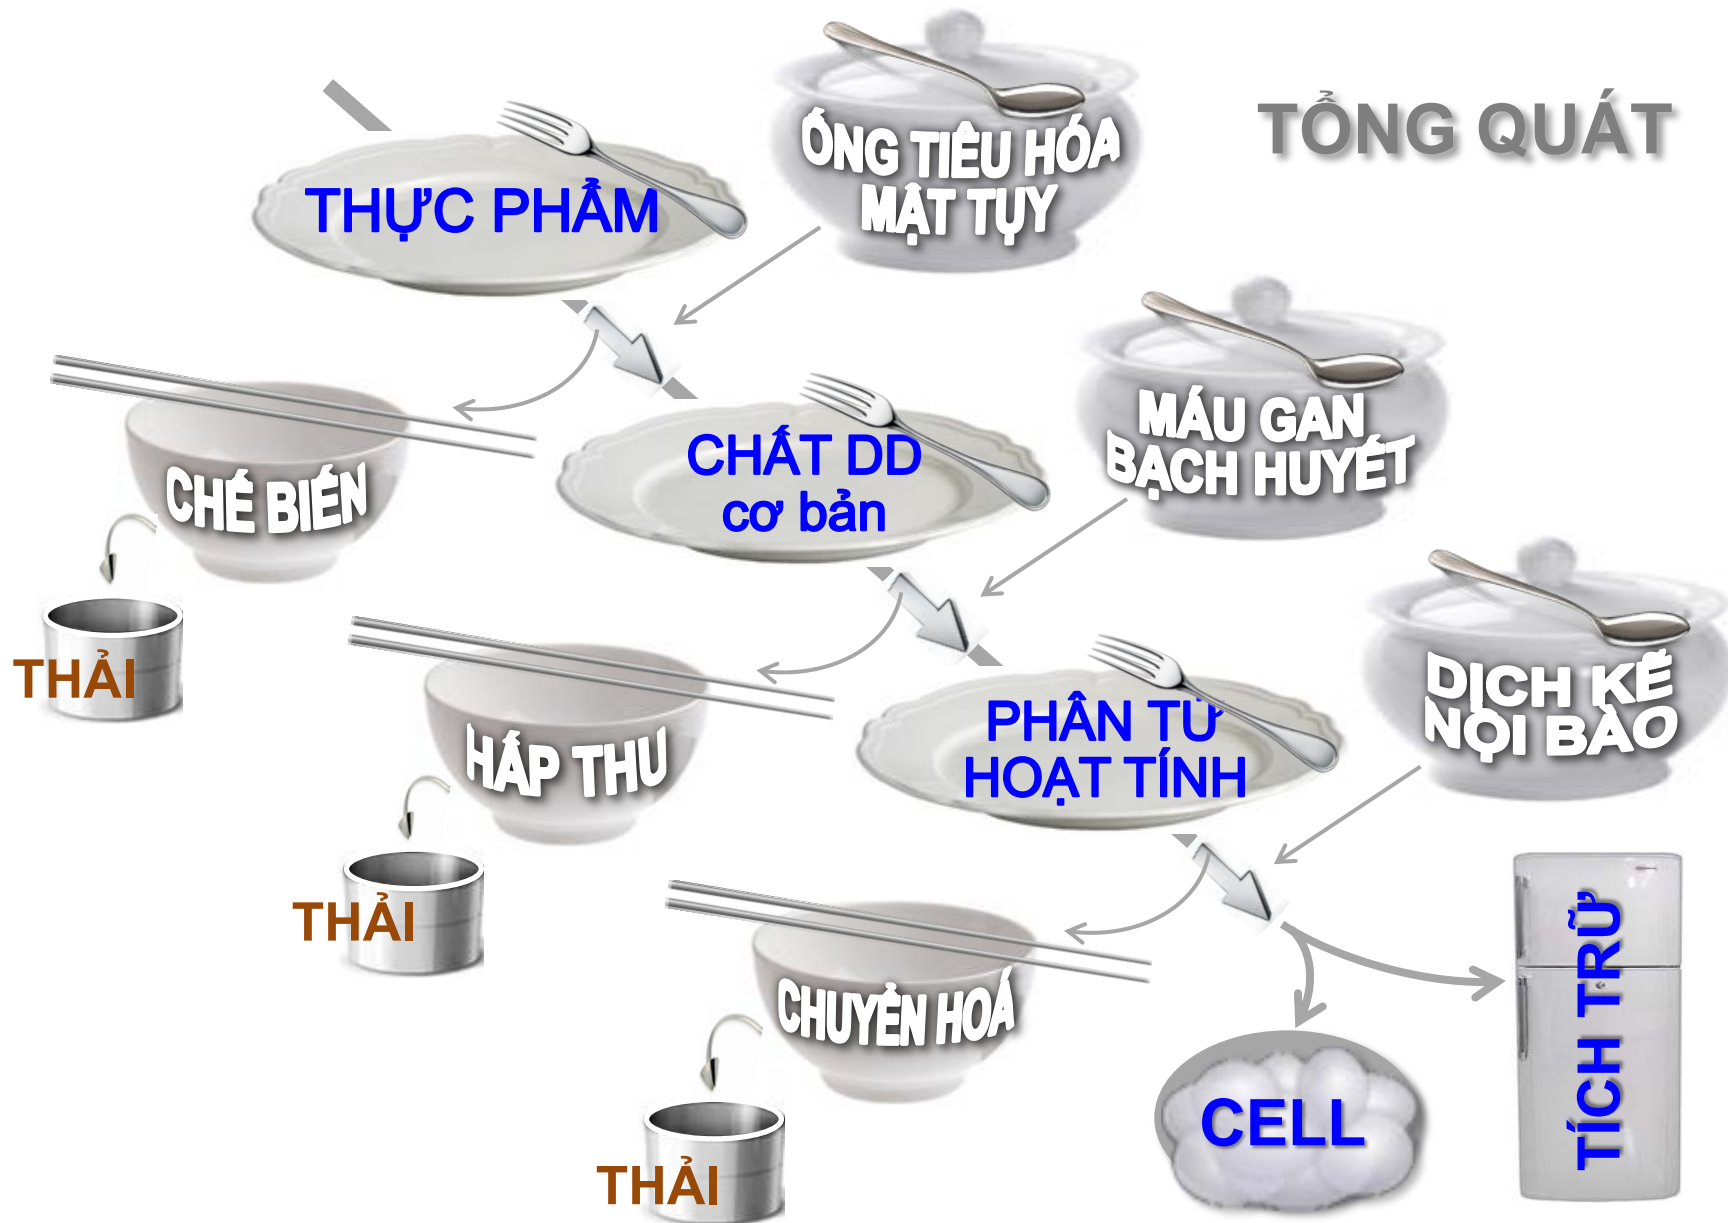 TỔNG QUÁT
ỐNG TIÊU HÓA
MẬT TỤY
THỰC PHẨM
MÁU GAN
BẠCH HUYẾT
CHẤT DD
cơ bản
CHẾ BIẾN
THẢI
DỊCH KẼ
NỘI BÀO
PHÂN TỬ
HOẠT TÍNH
HẤP THU
THẢI
CHUYỂN HOÁ
THẢI
CELL
TÍCH TRỮ